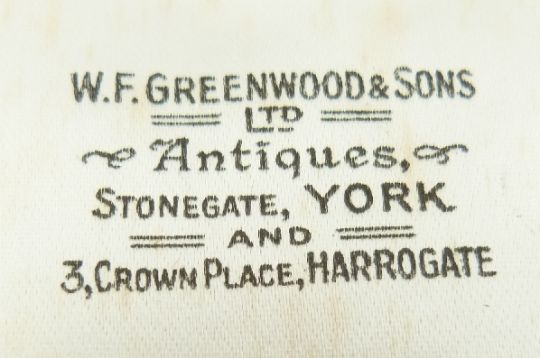 W.F. GREENWOOD & SONS
LTD
Antiques,
STONEGATE, YORK
AND
3, CROWN PLACE, HARROGATE